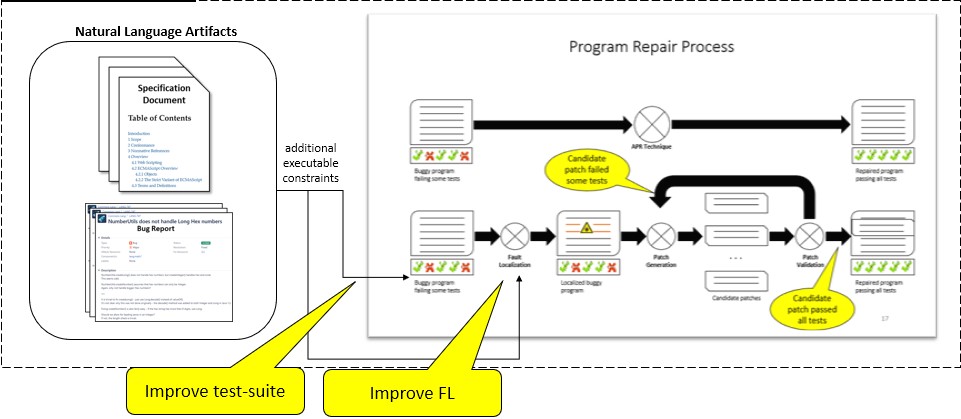 Natural Language Artifacts
Specification
Document
Table of Contents
Introduction
1 Scope
2 Conformance
3 Normative References
4 Overview
4.1 Web Scripting
4.2 ECMAScript Overview
4.2.1 Objects
4.2.2 The Strict Variant of ECMAScript
4.3 Terms and Definitions
NumberUtils does not handle Long Hex numbers
Bug Report
Description
additional
executable
constraints
Program Repair Process
Buggy program
failing some tests
APR Technique
Repaired program
passing all tests
Candidate
patch failed
some tests
Buggy program
failing some tests
Fault
Localization
Localized buggy
program
Patch
Generation
...
Candidate patches
Patch
Validation
Repaired program
passing all tests
Candidate
patch passed
all tests
17
Improve test-suite
Improve FL